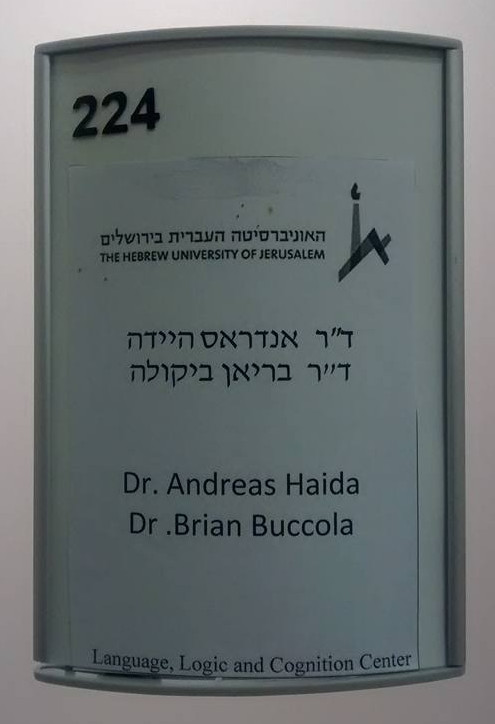 224
האוניברסיטה העברית בירושלים
THE HEBREW UNIVERSITY OF JERUSALEM
ד"ר אנדראס היידה
ד"ר בריאן ביקולה
Dr. Andreas Haida
Dr .Brian Buccola
Language, Logic and Cognition Center